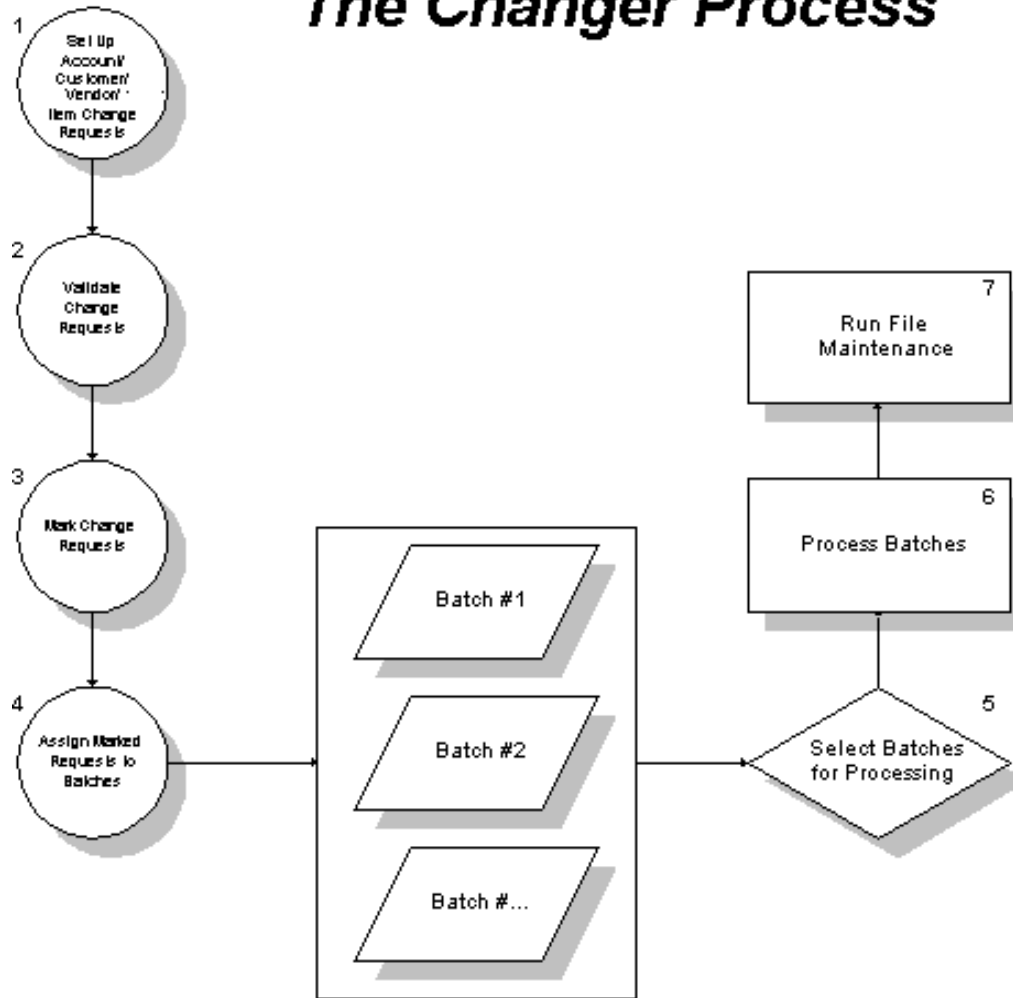 The Changer Process
1
Set Up
Account/
Customer/
Vendor/
Item Change
Requests
2
Validate
Change
Requests
3
Mark Change
Requests
4
Assign Marked
Requests to
Batches
Batch #1
Batch #2
Batch #...
5
Select Batches
for Processing
6
Process Batches
7
Run File
Maintenance